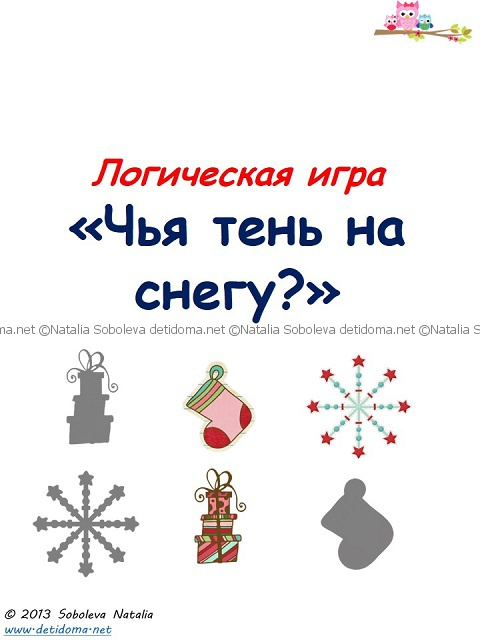 Логическая игра
«Чья тень на
снегу?»
ma.net ©Natalia Soboleva detidoma.net ©Natalia Soboleva detidoma.net ©Natalia S
© 2013 Soboleva Natalia
www.detidoma.net